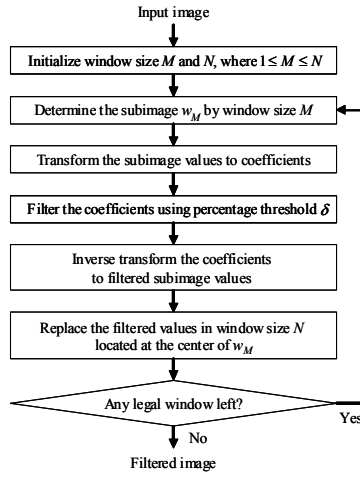 Input image
Initialize window size M and N, where 1 ≤ M ≤ N
Determine the subimage w_M by window size M
Transform the subimage values to coefficients
Filter the coefficients using percentage threshold δ
Inverse transform the coefficients
to filtered subimage values
Replace the filtered values in window size N
located at the center of w_M
Any legal window left?
Yes
No
Filtered image